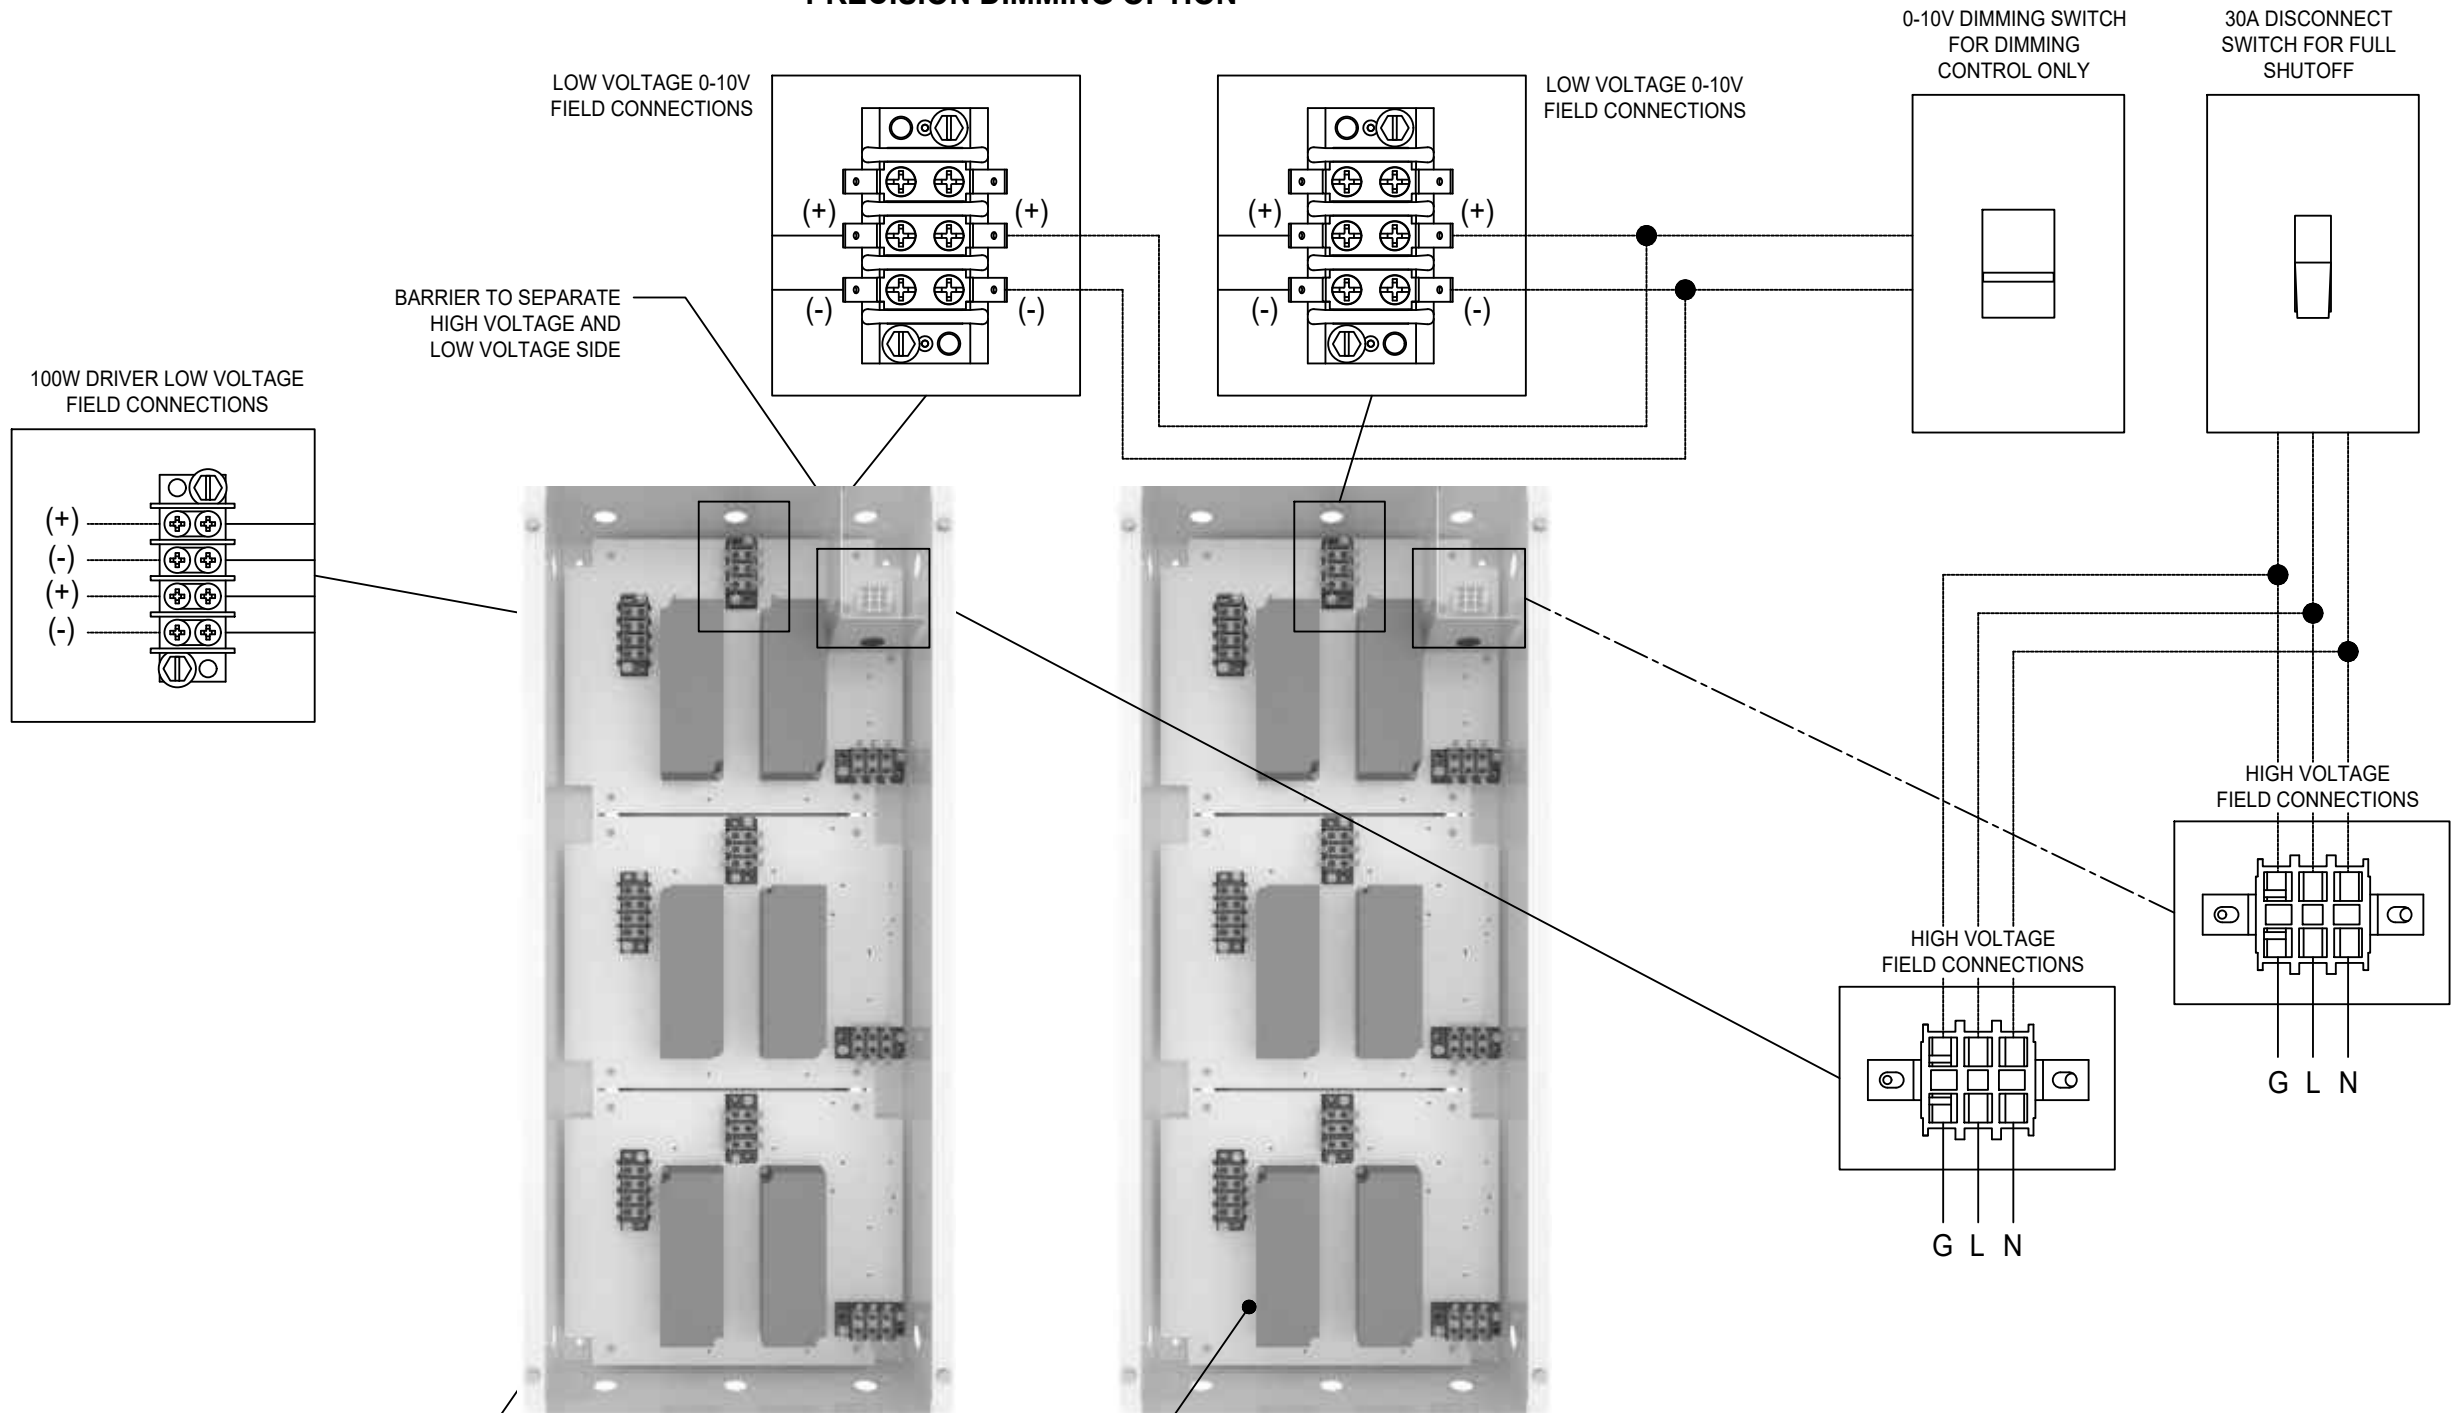 PRECISION DIMMING OPTION
0-10V DIMMING SWITCH
FOR DIMMING
CONTROL ONLY
30A DISCONNECT
SWITCH FOR FULL
SHUTOFF
LOW VOLTAGE 0-10V
FIELD CONNECTIONS
LOW VOLTAGE 0-10V
FIELD CONNECTIONS
(+)
(+)
(-)
(-)
(+)
(+)
(-)
(-)
BARRIER TO SEPARATE
HIGH VOLTAGE AND
LOW VOLTAGE SIDE
100W DRIVER LOW VOLTAGE
FIELD CONNECTIONS
(+)
(-)
(+)
(-)
HIGH VOLTAGE
FIELD CONNECTIONS
G L N
HIGH VOLTAGE
FIELD CONNECTIONS
G L N